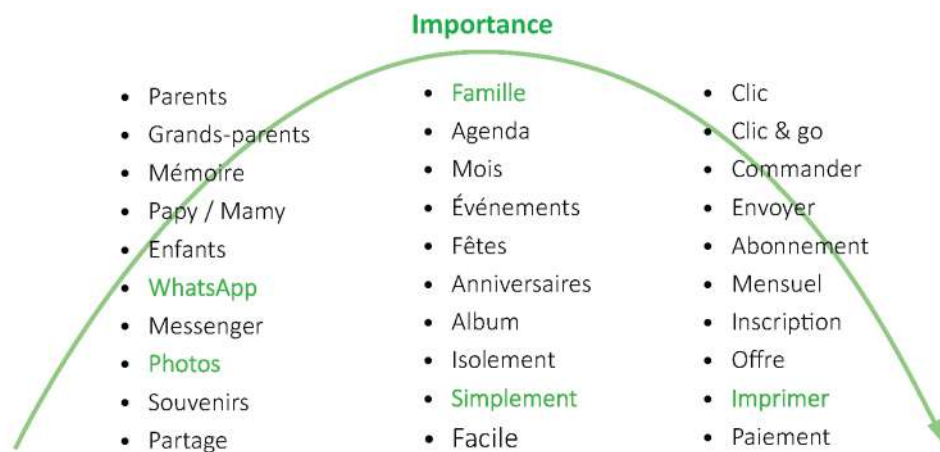 Importance
• Parents
• Grands-parents
• Mémoire
• Papy / Mamy
• Enfants
• WhatsApp
• Messenger
• Photos
• Souvenirs
• Partage
• Famille
• Agenda
• Mois
• Événements
• Fêtes
• Anniversaires
• Album
• Isolement
• Simplement
• Facile
• Clic
• Clic & go
• Commander
• Envoyer
• Abonnement
• Mensuel
• Inscription
• Offre
• Imprimer
• Paiement